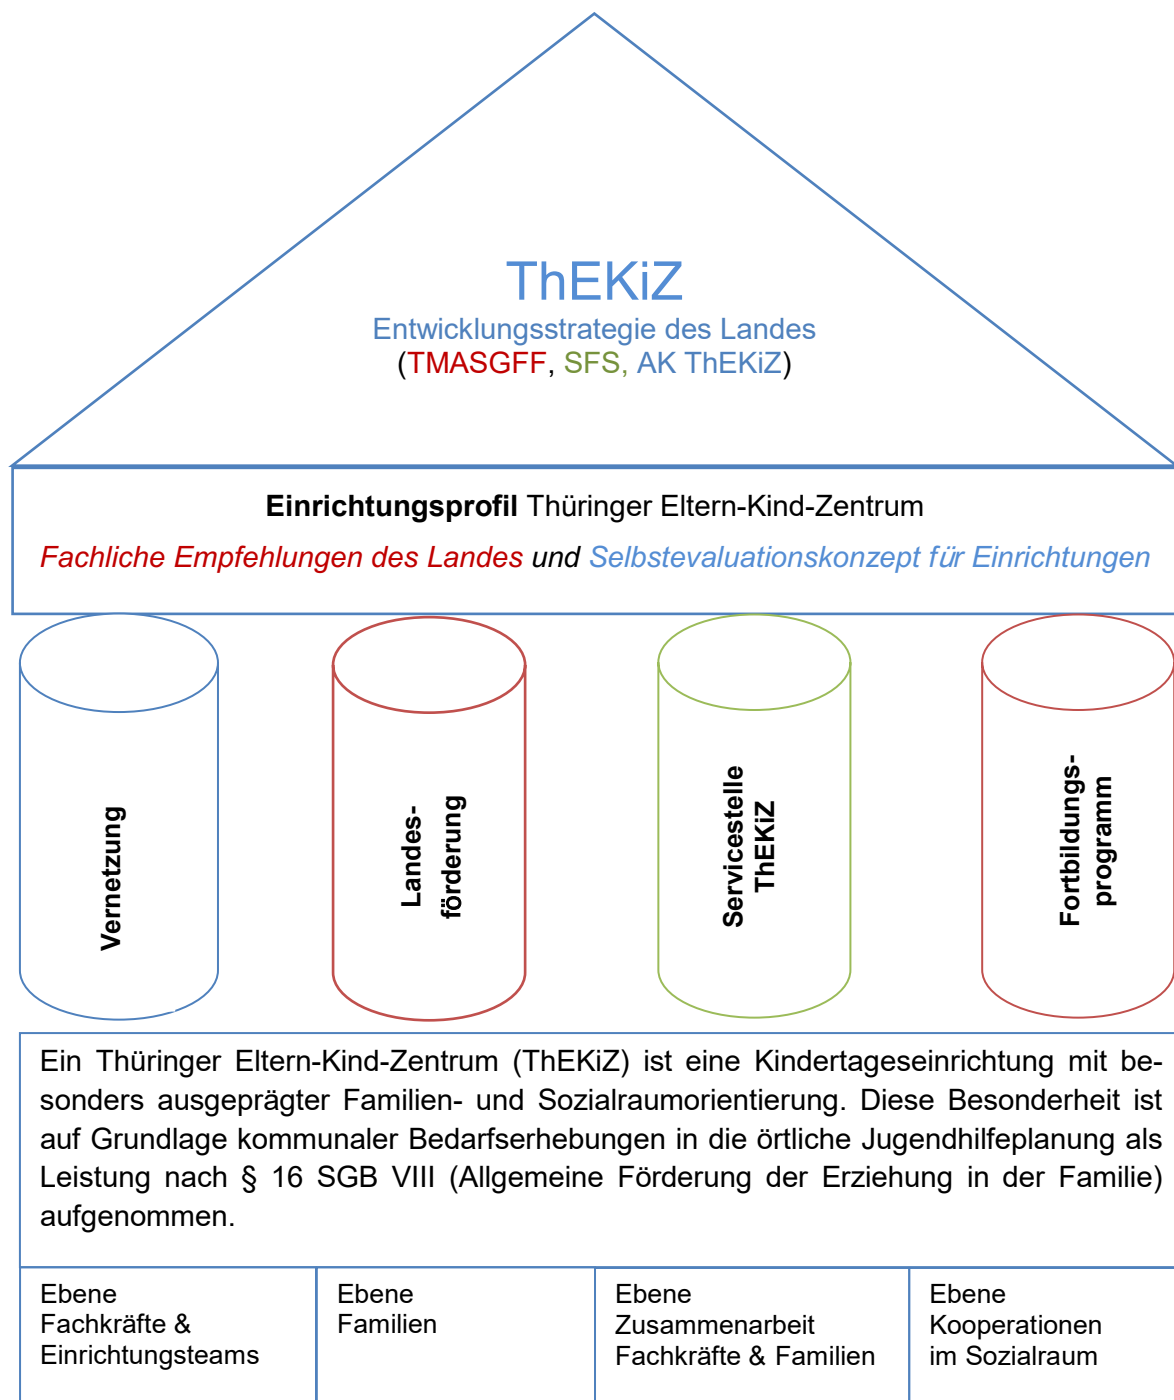 ThEKiZ
Entwicklungsstrategie des Landes
(TMASGFF, SFS, AK ThEKiZ)
Einrichtungsprofil Thüringer Eltern-Kind-Zentrum
Fachliche Empfehlungen des Landes und Selbstevaluationskonzept für Einrichtungen
Vernetzung
Landes-
förderung
Servicestelle
ThEKiZ
Fortbildungs-
programm
Ein Thüringer Eltern-Kind-Zentrum (ThEKiZ) ist eine Kindertageseinrichtung mit be-
sonders ausgeprägter Familien- und Sozialraumorientierung. Diese Besonderheit ist
auf Grundlage kommunaler Bedarfserhebungen in die örtliche Jugendhilfeplanung als
Leistung nach § 16 SGB VIII (Allgemeine Förderung der Erziehung in der Familie)
aufgenommen.
Ebene
Fachkräfte &
Einrichtungsteams
Ebene
Familien
Ebene
Zusammenarbeit
Fachkräfte & Familien
Ebene
Kooperationen
im Sozialraum